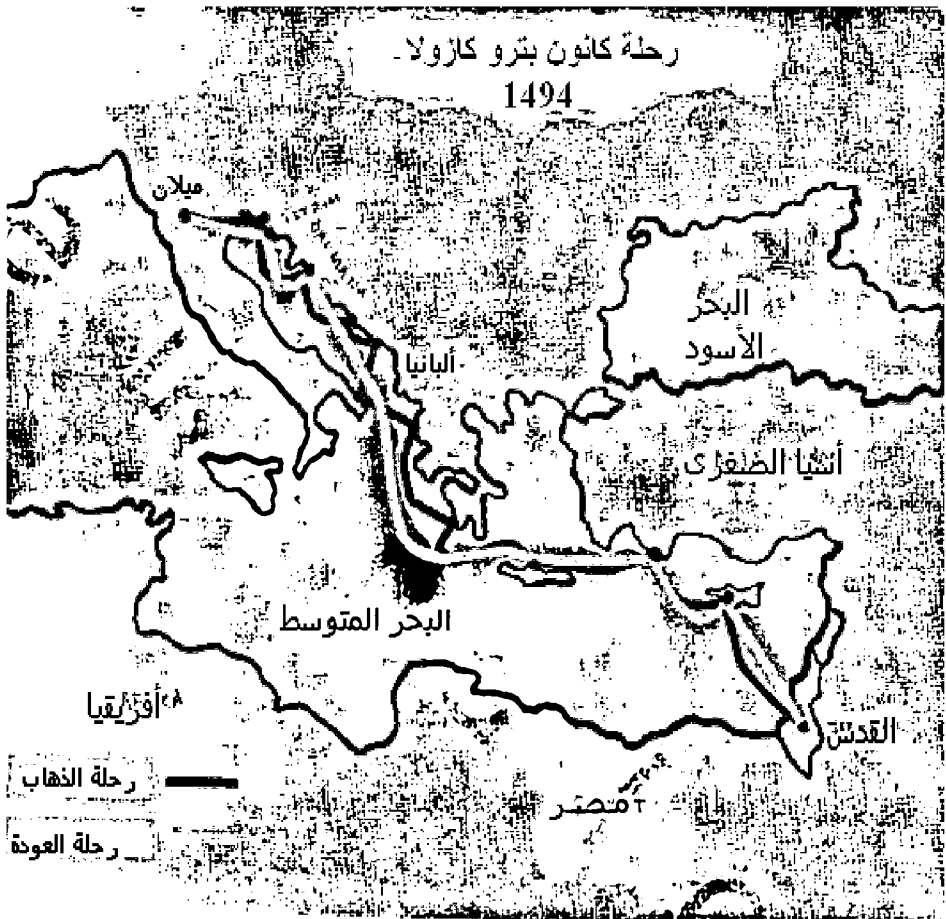 رحلة كانون بترو كازولا-
1494
ميلان
البحر
الأسود
ألبانيا
أسيا الصغرى
البحر المتوسط
أفريقيا
القدس
رحلة الذهاب
مصر
رحلة العودة